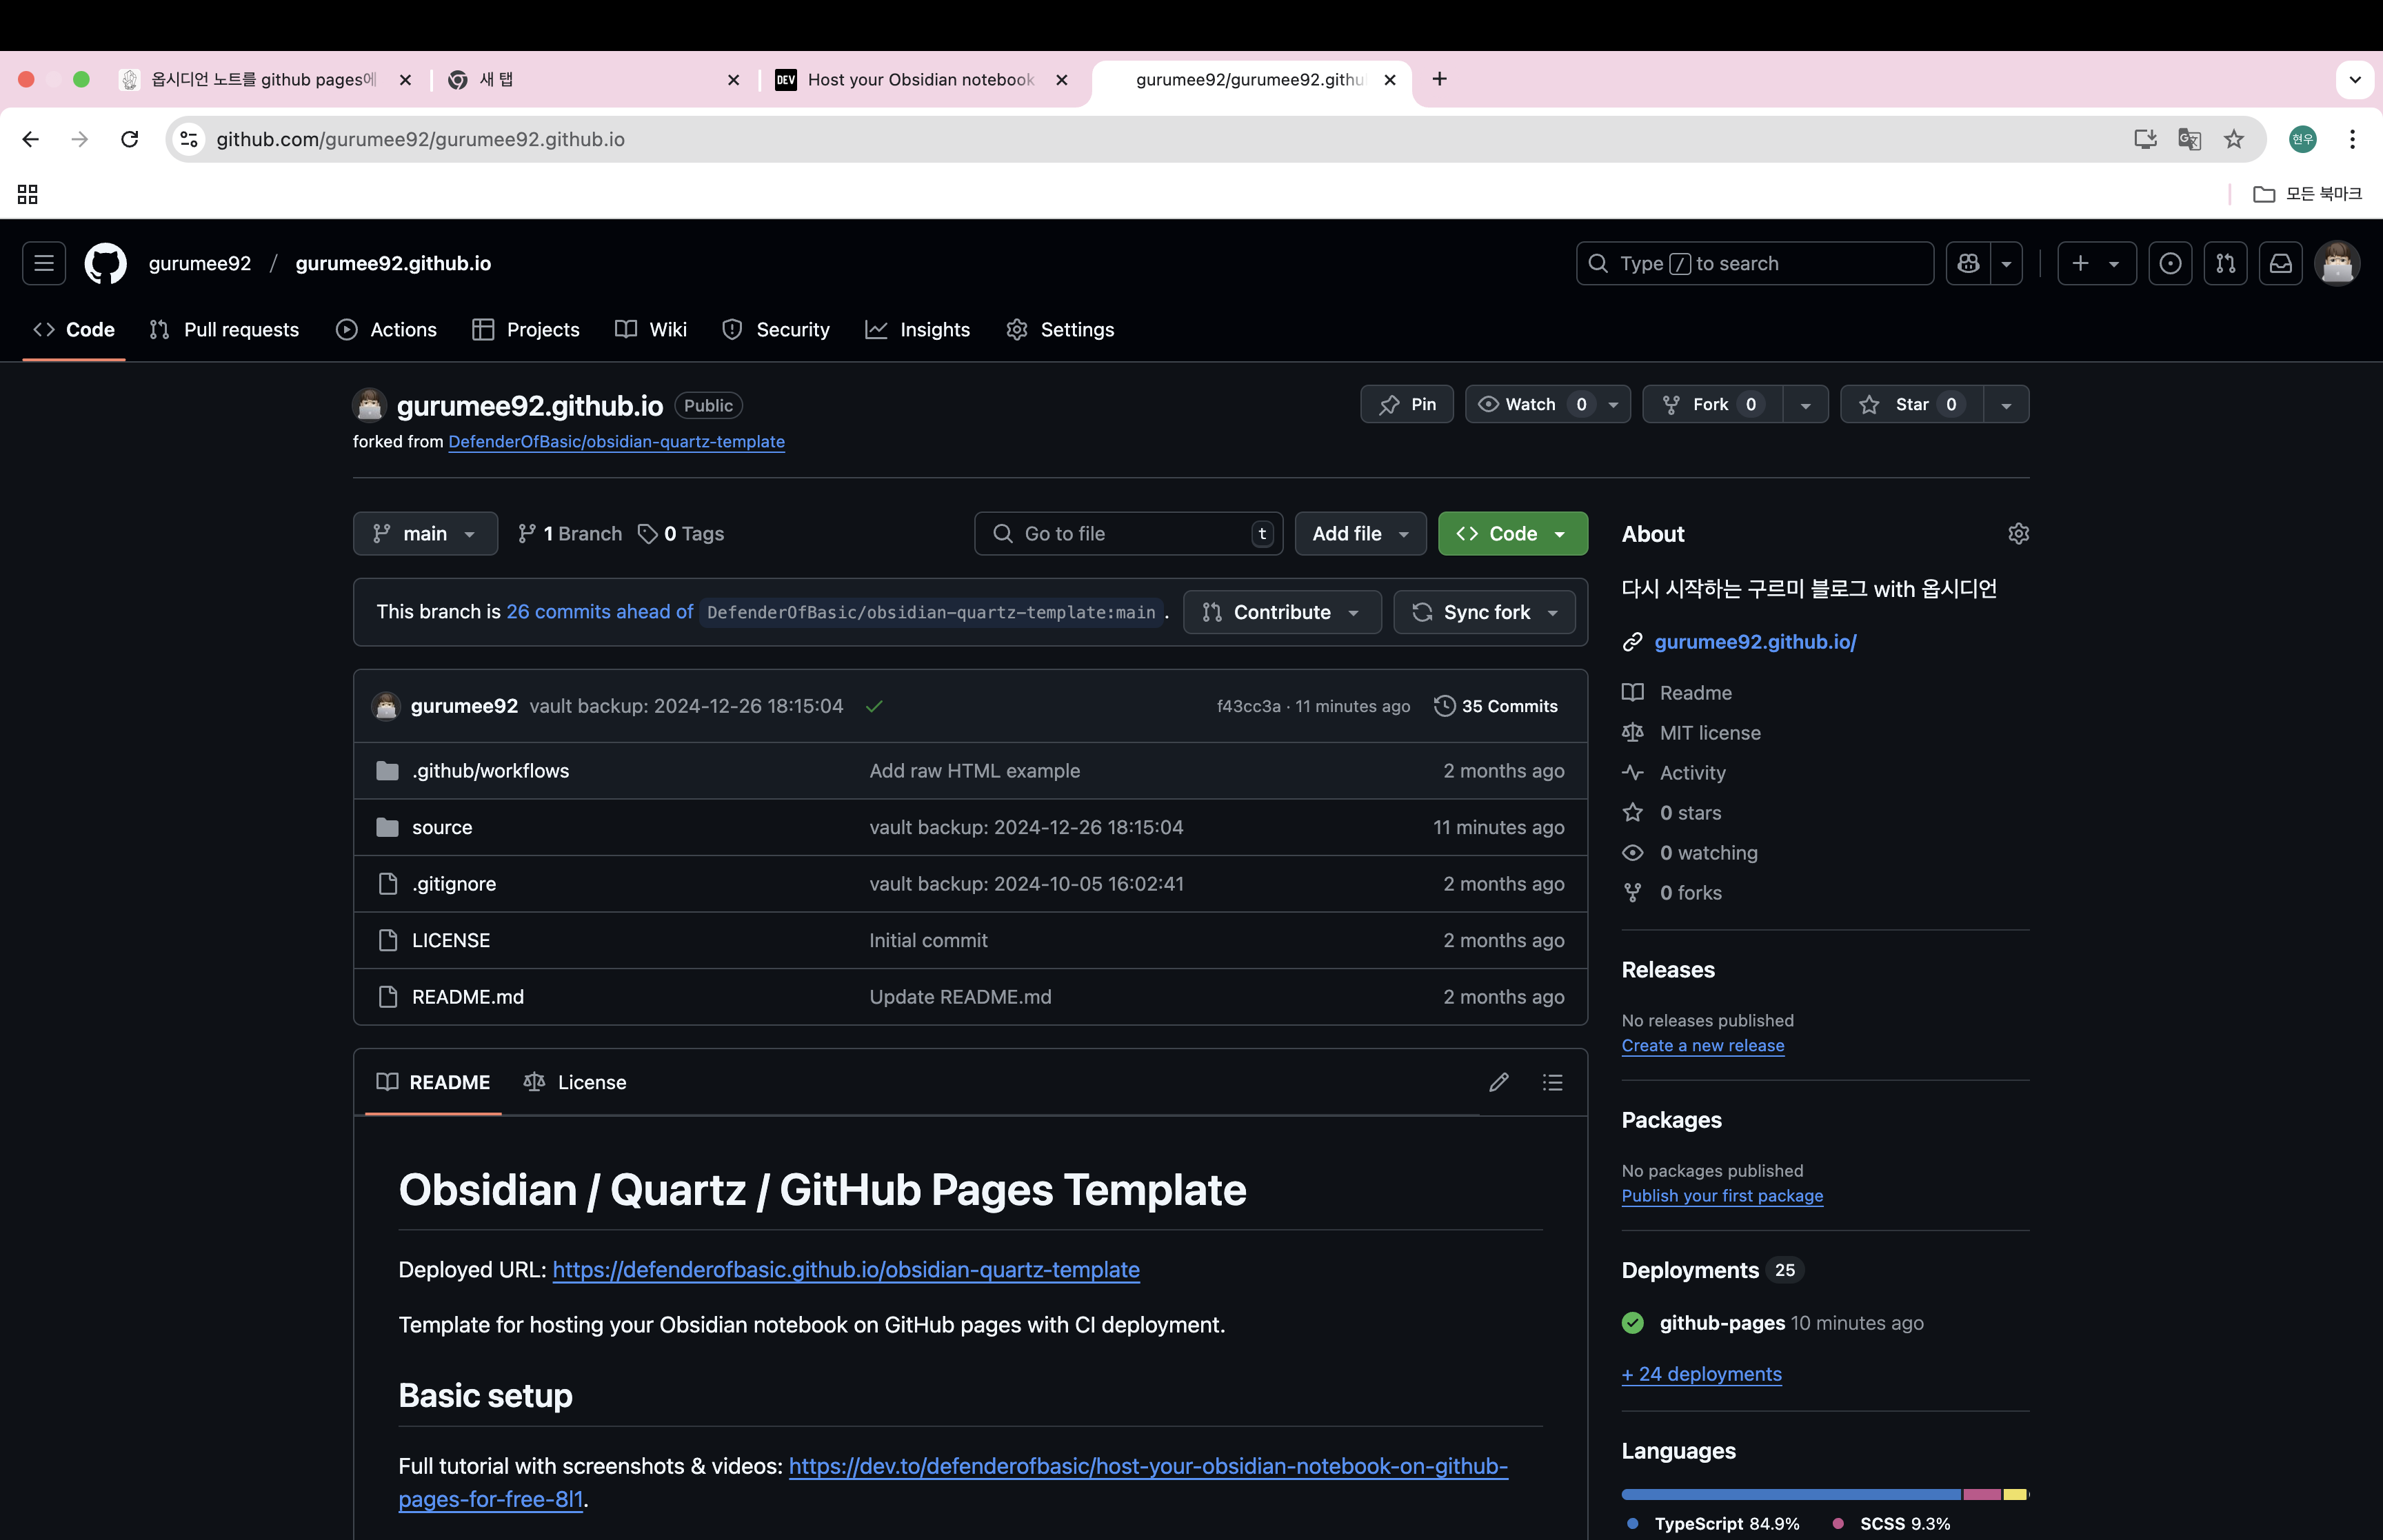 옵시디언 노트를 github pages에
새 탭
DEV Host your Obsidian notebook
gurumee92/gurumee92.githu
github.com/gurumee92/gurumee92.github.io
현우
모든 북마크
gurumee92 / gurumee92.github.io
Type / to search
Code Pull requests Actions Projects Wiki Security Insights Settings
gurumee92.github.io Public
Pin Watch 0 Fork 0 Star 0
forked from DefenderOfBasic/obsidian-quartz-template
main 1 Branch 0 Tags Go to file t Add file Code
This branch is 26 commits ahead of DefenderOfBasic/obsidian-quartz-template:main . Contribute Sync fork
gurumee92 vault backup: 2024-12-26 18:15:04 f43cc3a · 11 minutes ago 35 Commits
.github/workflows Add raw HTML example 2 months ago
source vault backup: 2024-12-26 18:15:04 11 minutes ago
.gitignore vault backup: 2024-10-05 16:02:41 2 months ago
LICENSE Initial commit 2 months ago
README.md Update README.md 2 months ago
README License
Obsidian / Quartz / GitHub Pages Template
Deployed URL: https://defenderofbasic.github.io/obsidian-quartz-template
Template for hosting your Obsidian notebook on GitHub pages with CI deployment.
Basic setup
Full tutorial with screenshots & videos: https://dev.to/defenderofbasic/host-your-obsidian-notebook-on-github-
pages-for-free-8l1.
About
다시 시작하는 구르미 블로그 with 옵시디언
gurumee92.github.io/
Readme
MIT license
Activity
0 stars
0 watching
0 forks
Releases
No releases published
Create a new release
Packages
No packages published
Publish your first package
Deployments 25
github-pages 10 minutes ago
+ 24 deployments
Languages
TypeScript 84.9% SCSS 9.3%